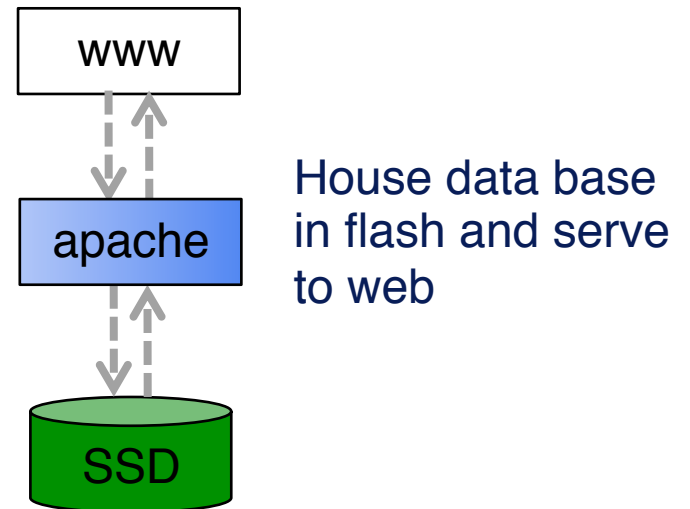 www
apache
House data base
in flash and serve
to web
SSD